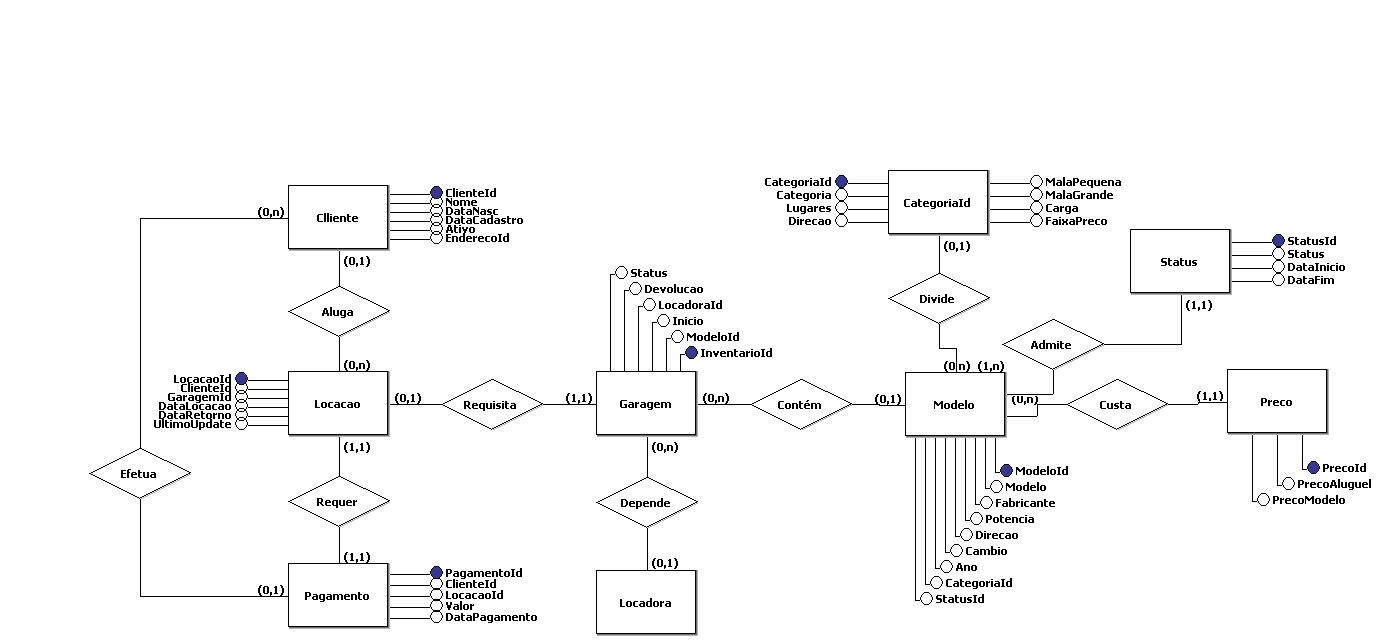 Clliente
(0,n)
ClienteId
Nome
DataNasc
DataCadastro
Ativo
EnderecoId
(0,1)
Aluga
(0,n)
LocacaoId
ClienteId
GaragemId
DataLocacao
DataRetorno
UltimoUpdate
Locacao
(0,1)
Requisita
(1,1)
(1,1)
Efetua
Requer
(1,1)
(0,1)
Pagamento
PagamentoId
ClienteId
LocacaoId
Valor
DataPagamento
Status
Devolucao
LocadoraId
Inicio
ModeloId
InventarioId
Garagem
(0,n)
Contém
(0,1)
(0,n)
Depende
(0,1)
Locadora
CategoriaId
Categoria
Lugares
Direcao
CategoriaId
MalaPequena
MalaGrande
Carga
FaixaPreco
(0,1)
Divide
(0,n)
(1,n)
Admite
(1,1)
Status
StatusId
Status
DataInicio
DataFim
Modelo
(0,n)
Custa
(1,1)
Preco
PrecoId
PrecoAluguel
PrecoModelo
ModeloId
Modelo
Fabricante
Potencia
Direcao
Cambio
Ano
CategoriaId
StatusId